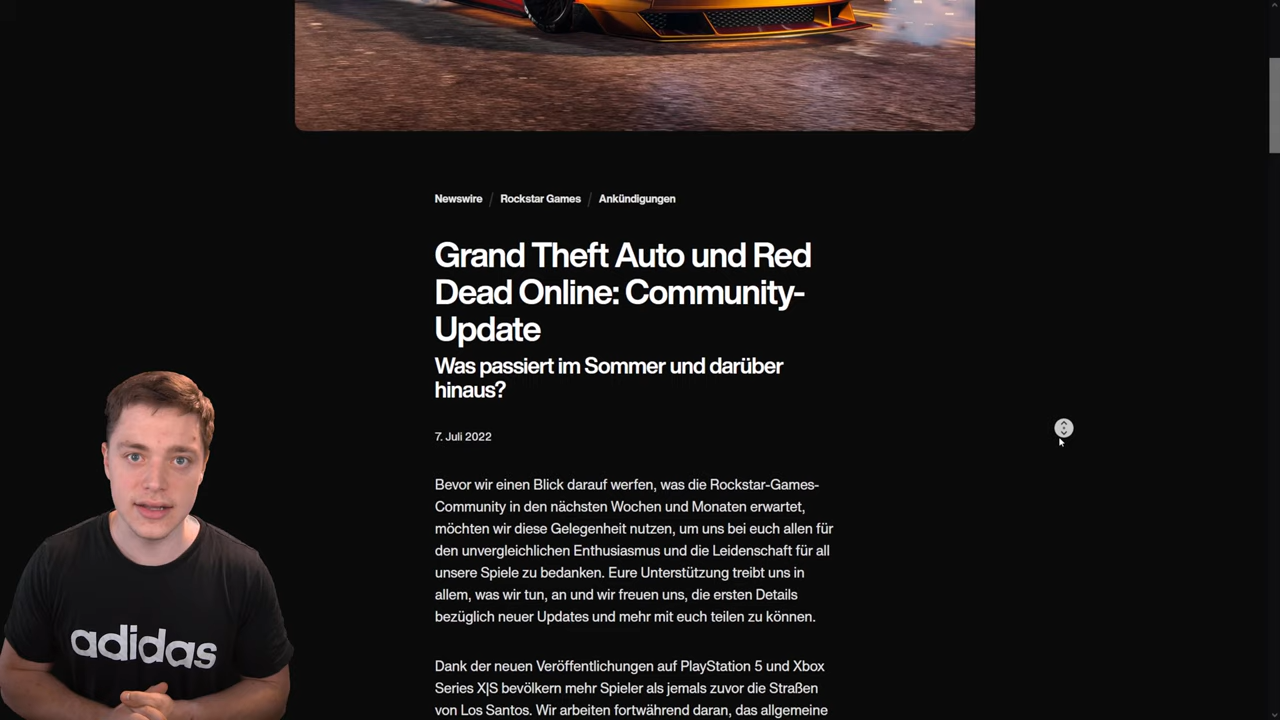 Newswire / Rockstar Games / Ankündigungen
Grand Theft Auto und Red
Dead Online: Community-
Update
Was passiert im Sommer und darüber
hinaus?
7. Juli 2022
Bevor wir einen Blick darauf werfen, was die Rockstar-Games-
Community in den nächsten Wochen und Monaten erwartet,
möchten wir diese Gelegenheit nutzen, um uns bei euch allen für
den unvergleichlichen Enthusiasmus und die Leidenschaft für all
unsere Spiele zu bedanken. Eure Unterstützung treibt uns in
allem, was wir tun, an und wir freuen uns, die ersten Details
bezüglich neuer Updates und mehr mit euch teilen zu können.
Dank der neuen Veröffentlichungen auf PlayStation 5 und Xbox
Series X|S bevölkern mehr Spieler als jemals zuvor die Straßen
von Los Santos. Wir arbeiten fortwährend daran, das allgemeine
adidas